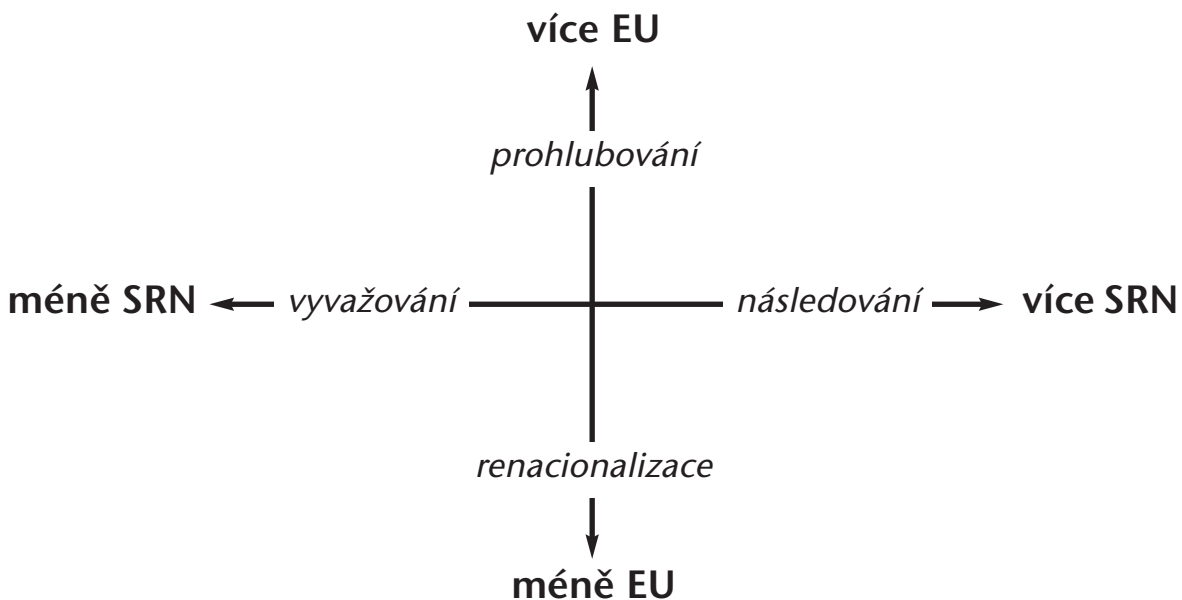 více EU
prohlubování
méně SRN vyvažování následování více SRN
renacionalizace
méně EU